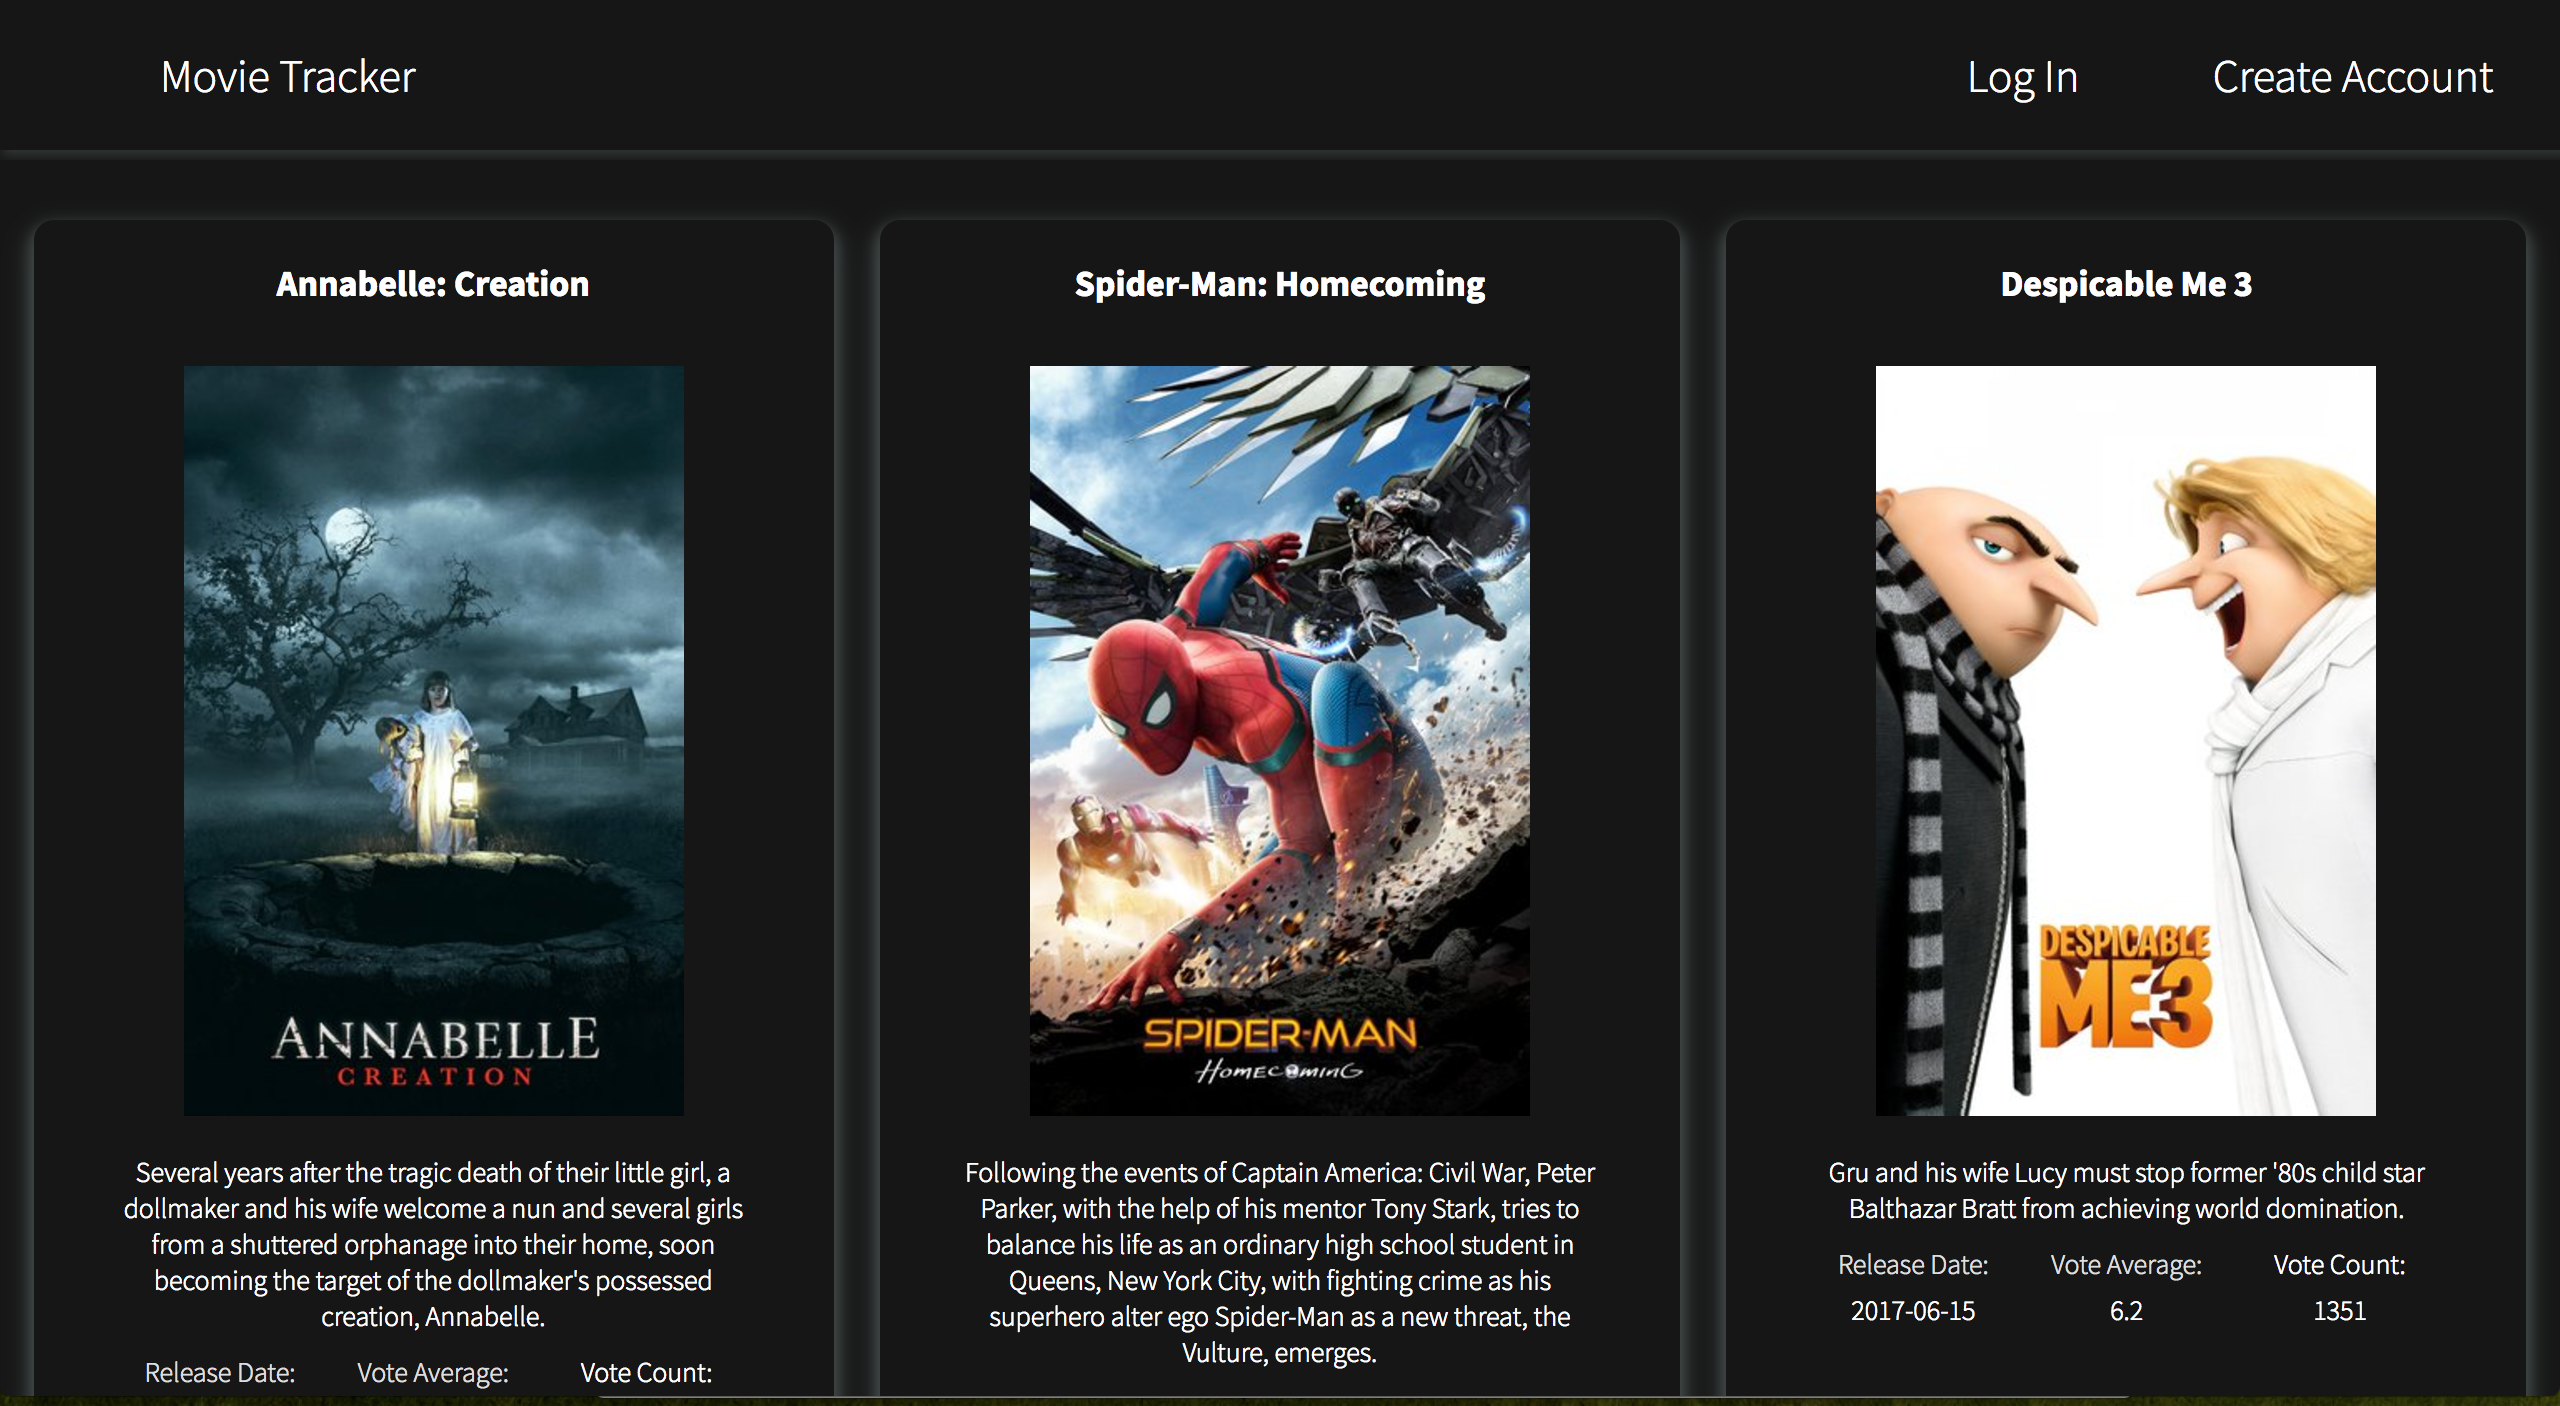 Movie Tracker
Log In
Create Account
Annabelle: Creation
ANNABELLE
CREATION
Several years after the tragic death of their little girl, a
dollmaker and his wife welcome a nun and several girls
from a shuttered orphanage into their home, soon
becoming the target of the dollmaker's possessed
creation, Annabelle.
Release Date:
Vote Average:
Vote Count:
Spider-Man: Homecoming
SPIDER-MAN
HOMECOMING
Following the events of Captain America: Civil War, Peter
Parker, with the help of his mentor Tony Stark, tries to
balance his life as an ordinary high school student in
Queens, New York City, with fighting crime as his
superhero alter ego Spider-Man as a new threat, the
Vulture, emerges.
Despicable Me 3
DESPICABLE
ME3
Gru and his wife Lucy must stop former '80s child star
Balthazar Bratt from achieving world domination.
Release Date:
Vote Average:
Vote Count:
2017-06-15
6.2
1351